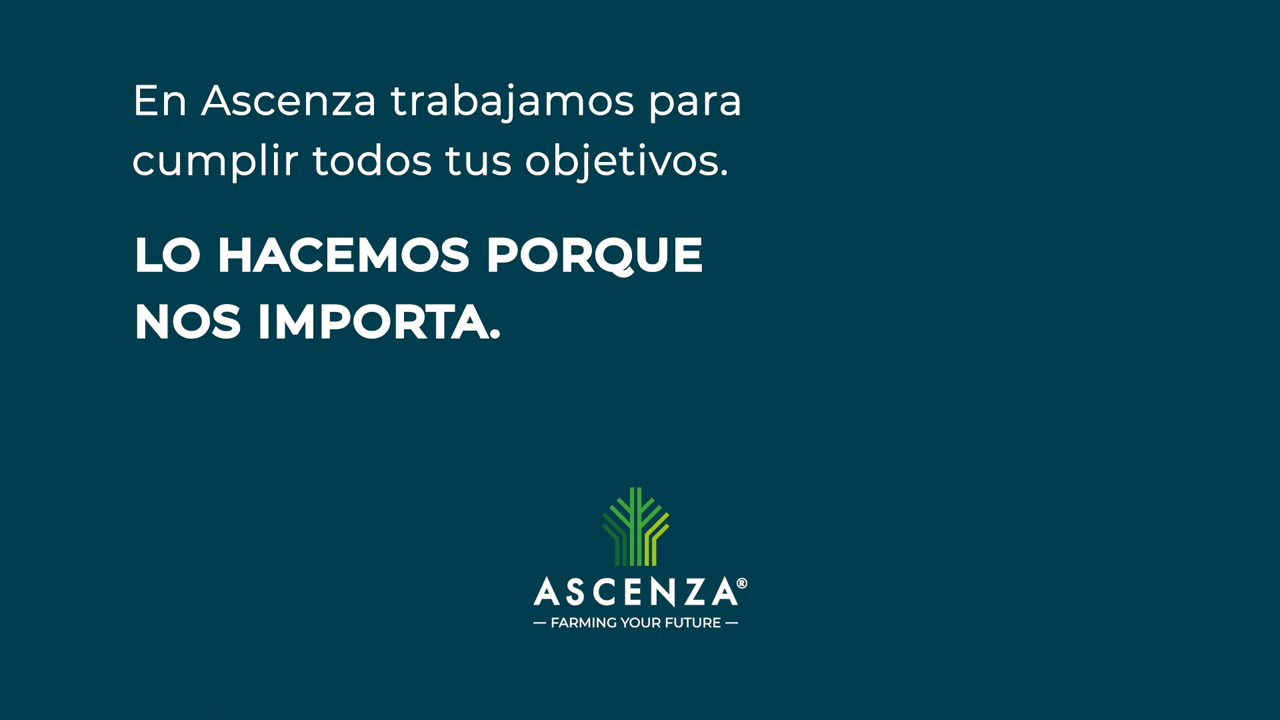 En Ascenza trabajamos para
cumplir todos tus objetivos.
LO HACEMOS PORQUE
NOS IMPORTA.
ASCENZA®
— FARMING YOUR FUTURE —